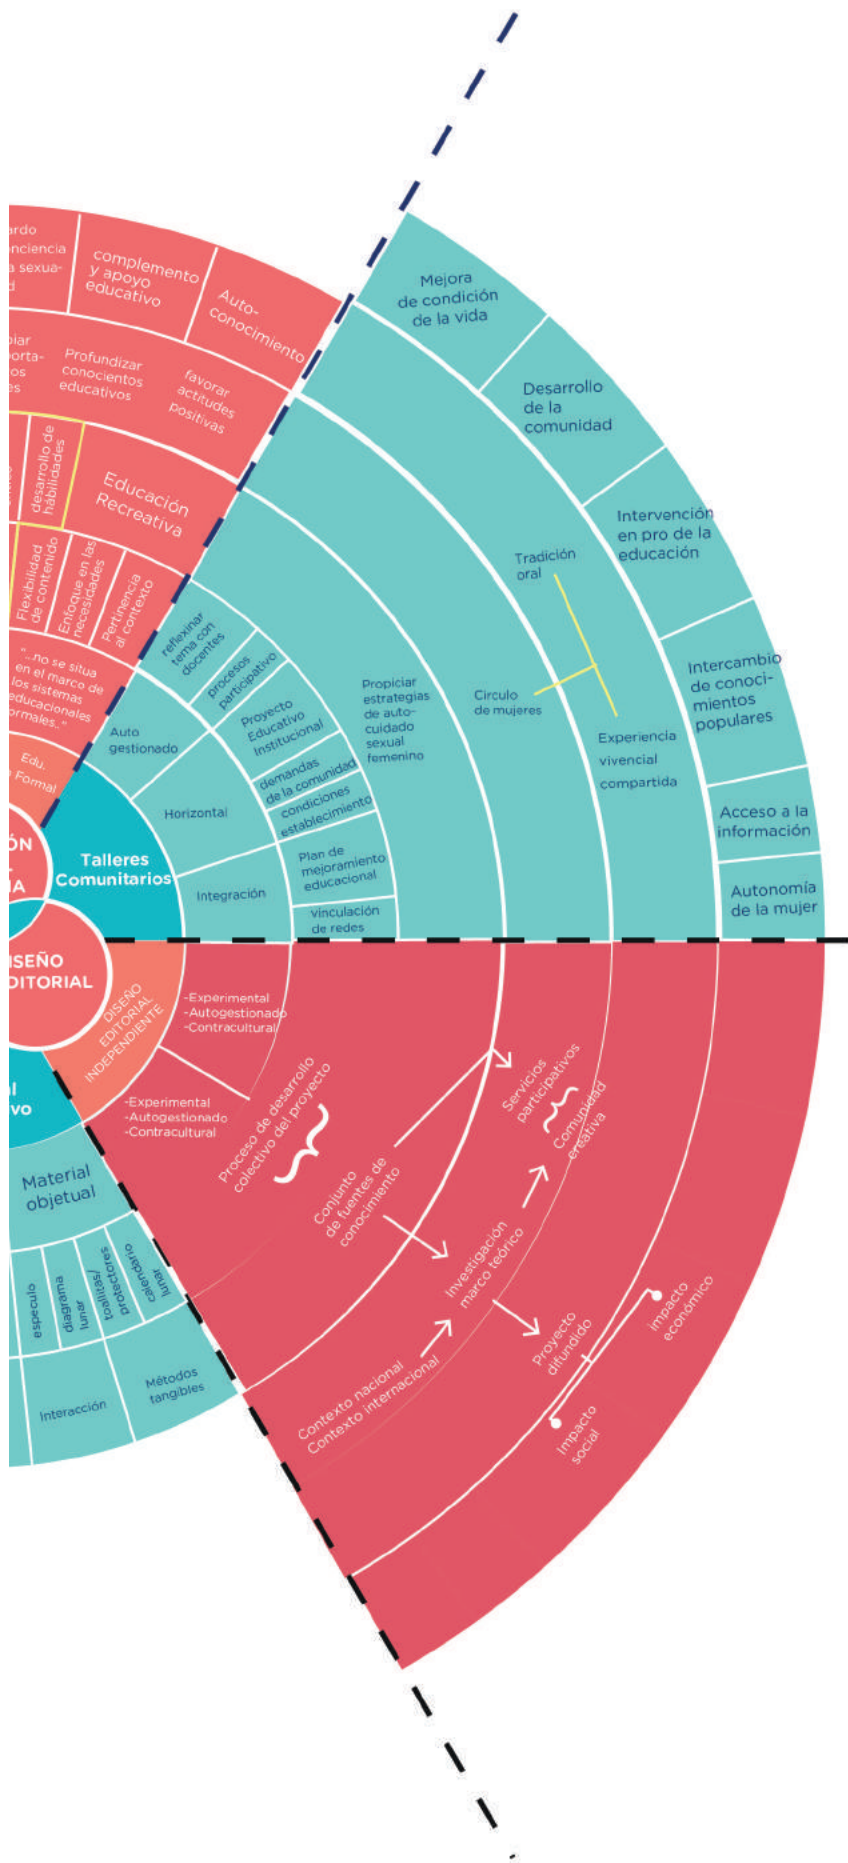 complemento
y apoyo
educativo
Auto-
conocimiento
Profundizar
conocientos
educativos
favorar
actitudes
positivas
desarrollo de
hábilidades
Educación
Recreativa
Flexibilidad
de contenido
Enfoque en las
necesidades
Pertinencia
al contexto
"...no se situa
en el marco de
los sistemas
educacionales
ormales.."
Edu.
Formal
Mejora
de condición
de la vida
Desarrollo
de la
comunidad
Intervención
en pro de la
educación
Intercambio
de conoci-
mientos
populares
Acceso a la
información
Autonomía
de la mujer
Tradición
oral
Circulo
de mujeres
Experiencia
vivencial
compartida
Propiciar
estrategias
de auto-
cuidado
sexual
femenino
reflexinar
tema con
docentes
procesos
participativo
Proyecto
Educativo
Institucional
demandas
de la comunidad
condiciones
establecimiento
Plan de
mejoramiento
educacional
vinculación
de redes
Auto
gestionado
Horizontal
Integración
Talleres
Comunitarios
ISEÑO
DITORIAL
DISEÑO
EDITORIAL
INDEPENDIENTE
-Experimental
-Autogestionado
-Contracultural
-Experimental
-Autogestionado
-Contracultural
Proceso de desarrollo
colectivo del proyecto
Conjunto
de fuentes de
conocimiento
Servicios
participativos
Comunidad
creativa
Investigación
marco teórico
Contexto nacional
Contexto internacional
Proyecto
difundido
Impacto
económico
Impacto
social
Material
objetual
especulo
diagrama
lunar
toallitas/
protectores
calendario
lunar
Interacción
Métodos
tangibles